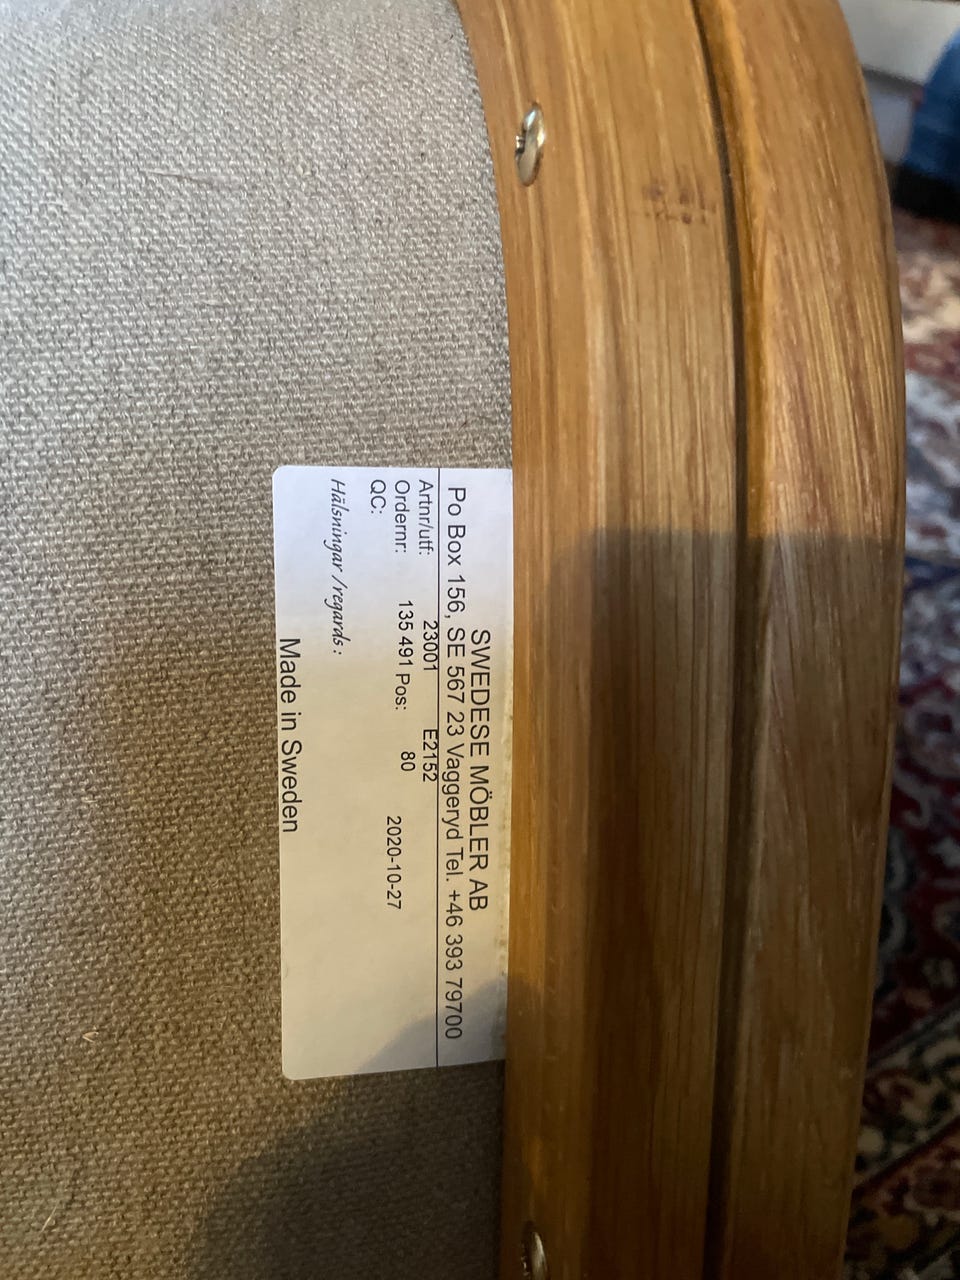 SWEDESE MÖBLER AB
Po Box 156, SE 567 23 Vaggeryd Tel. +46 393 79700
Artnr/utf: 23001 E2152
Ordernr: 135 491 Pos: 80
QC: 2020-10-27
Hälsningar /regards :
Made in Sweden